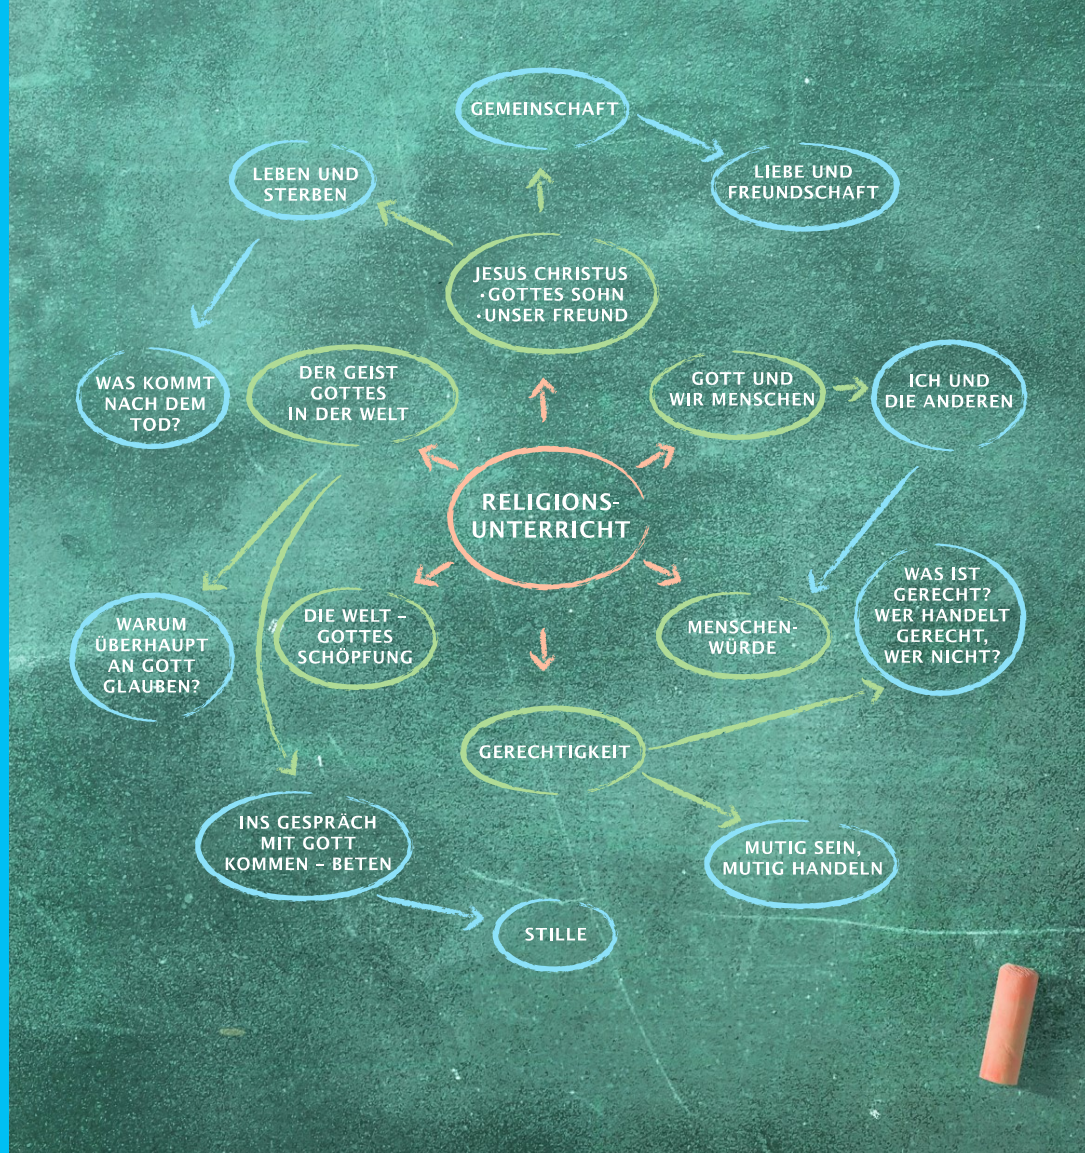 GEMEINSCHAFT
LEBEN UND
STERBEN
LIEBE UND
FREUNDSCHAFT
JESUS CHRISTUS
·GOTTES SOHN
·UNSER FREUND
WAS KOMMT
NACH DEM
TOD?
DER GEIST
GOTTES
IN DER WELT
GOTT UND
WIR MENSCHEN
ICH UND
DIE ANDEREN
RELIGIONS-
UNTERRICHT
WARUM
ÜBERHAUPT
AN GOTT
GLAUBEN?
DIE WELT –
GOTTES
SCHÖPFUNG
MENSCHEN-
WÜRDE
WAS IST
GERECHT?
WER HANDELT
GERECHT,
WER NICHT?
GERECHTIGKEIT
INS GESPRÄCH
MIT GOTT
KOMMEN – BETEN
MUTIG SEIN,
MUTIG HANDELN
STILLE